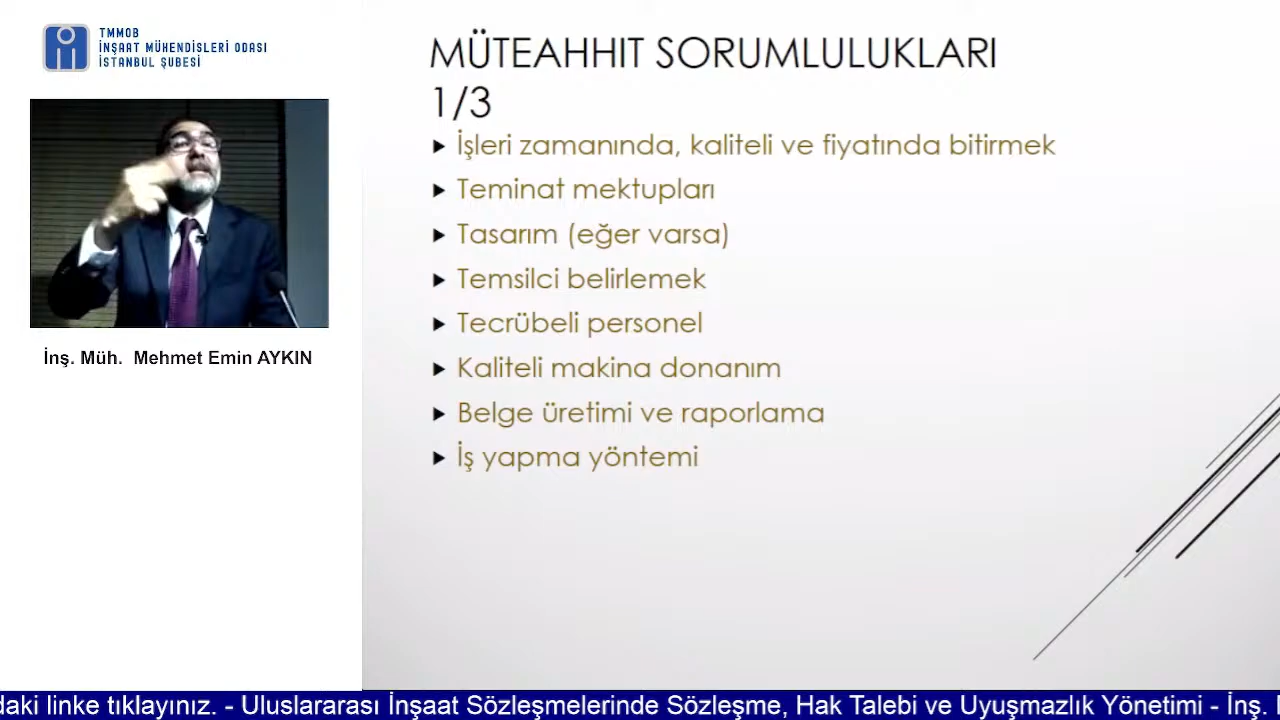 TMMOB
İNŞAAT MÜHENDİSLERİ ODASI
İSTANBUL ŞUBESİ
İnş. Müh. Mehmet Emin AYKIN
MÜTEAHHIT SORUMLULUKLARI
1/3
İşleri zamanında, kaliteli ve fiyatında bitirmek
Teminat mektupları
Tasarım (eğer varsa)
Temsilci belirlemek
Tecrübeli personel
Kaliteli makina donanım
Belge üretimi ve raporlama
İş yapma yöntemi
daki linke tıklayınız. - Uluslararası İnşaat Sözleşmelerinde Sözleşme, Hak Talebi ve Uyuşmazlık Yönetimi - İnş.